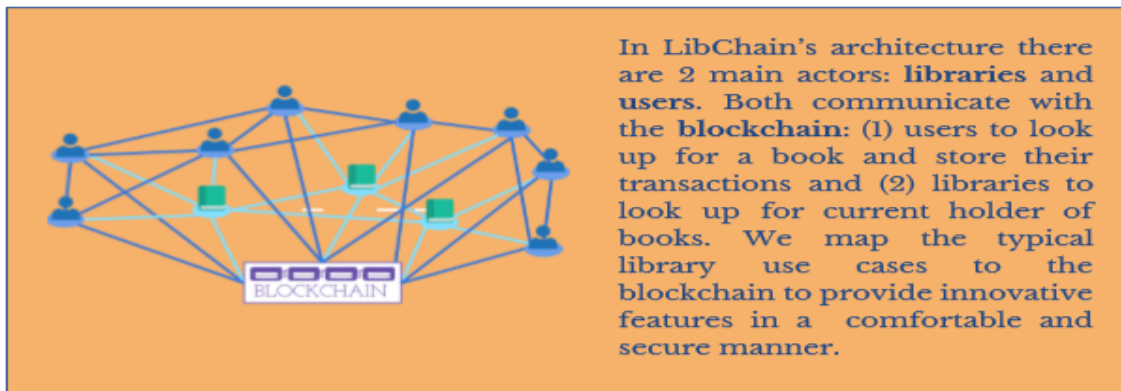 In LibChain's architecture there
are 2 main actors: libraries and
users. Both communicate with
the blockchain: (1) users to look
up for a book and store their
transactions and (2) libraries to
look up for current holder of
books. We map the typical
library use cases to the
blockchain to provide innovative
features in a comfortable and
secure manner.
BLOCKCHAIN